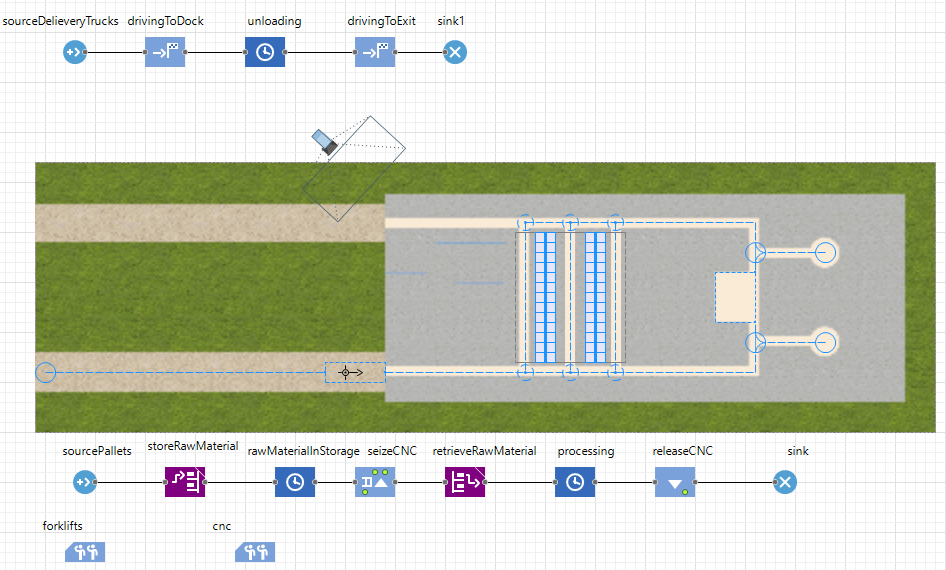 sourceDelieveryTrucks drivingToDock unloading drivingToExit sink1
sourcePallets storeRawMaterial rawMaterialInStorage seizeCNC retrieveRawMaterial processing releaseCNC sink
forklifts cnc